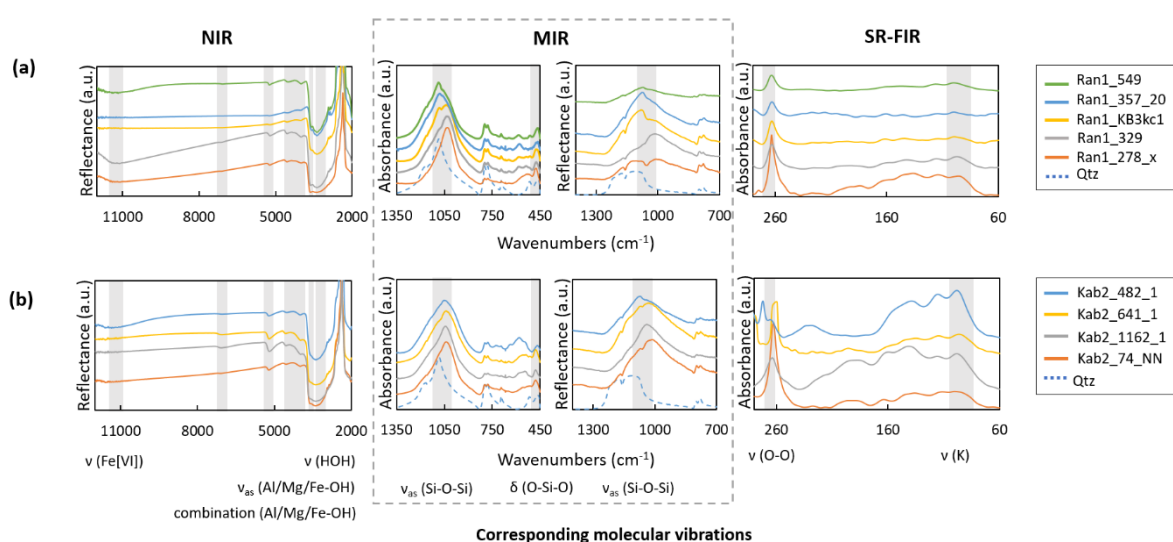 NIR
MIR
SR-FIR
(a)
Reflectance (a.u.)
11000
8000
5000
2000
Absorbance (a.u.)
1350
1050
750
450
Reflectance (a.u.)
1300
1000
700
Wavenumbers (cm⁻¹)
Absorbance (a.u.)
260
160
60
Ran1_549
Ran1_357_20
Ran1_KB3kc1
Ran1_329
Ran1_278_x
Qtz
(b)
Reflectance (a.u.)
11000
8000
5000
2000
Absorbance (a.u.)
1350
1050
750
450
Reflectance (a.u.)
1300
1000
700
Wavenumbers (cm⁻¹)
Absorbance (a.u.)
260
160
60
Kab2_482_1
Kab2_641_1
Kab2_1162_1
Kab2_74_NN
Qtz
ν (Fe[VI])
ν (HOH)
νas (Al/Mg/Fe-OH)
combination (Al/Mg/Fe-OH)
νas (Si-O-Si)
δ (O-Si-O)
νas (Si-O-Si)
ν (O-O)
ν (K)
Corresponding molecular vibrations